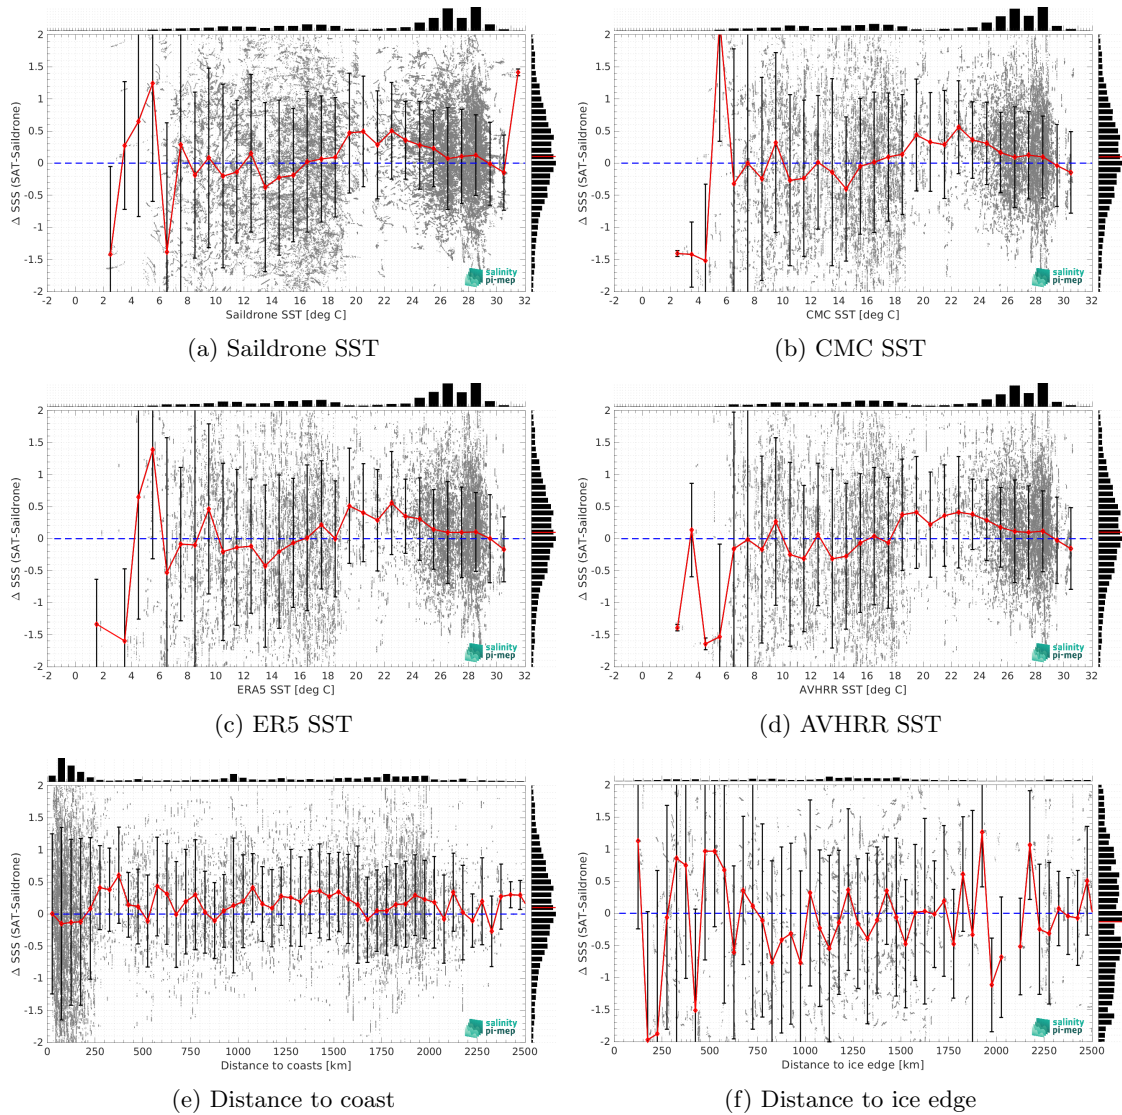 2
1.5
1
0.5
0
-0.5
-1
-1.5
-2
Δ SSS (SAT-Saildrone)
-2 0 2 4 6 8 10 12 14 16 18 20 22 24 26 28 30 32
Saildrone SST [deg C]
salinity
pi-mep
(a) Saildrone SST
2
1.5
1
0.5
0
-0.5
-1
-1.5
-2
Δ SSS (SAT-Saildrone)
-2 0 2 4 6 8 10 12 14 16 18 20 22 24 26 28 30 32
CMC SST [deg C]
salinity
pi-mep
(b) CMC SST
2
1.5
1
0.5
0
-0.5
-1
-1.5
-2
Δ SSS (SAT-Saildrone)
-2 0 2 4 6 8 10 12 14 16 18 20 22 24 26 28 30 32
ERA5 SST [deg C]
salinity
pi-mep
(c) ER5 SST
2
1.5
1
0.5
0
-0.5
-1
-1.5
-2
Δ SSS (SAT-Saildrone)
-2 0 2 4 6 8 10 12 14 16 18 20 22 24 26 28 30 32
AVHRR SST [deg C]
salinity
pi-mep
(d) AVHRR SST
2
1.5
1
0.5
0
-0.5
-1
-1.5
-2
Δ SSS (SAT-Saildrone)
0 250 500 750 1000 1250 1500 1750 2000 2250 2500
Distance to coasts [km]
salinity
pi-mep
(e) Distance to coast
2
1.5
1
0.5
0
-0.5
-1
-1.5
-2
Δ SSS (SAT-Saildrone)
0 250 500 750 1000 1250 1500 1750 2000 2250 2500
Distance to ice edge [km]
salinity
pi-mep
(f) Distance to ice edge